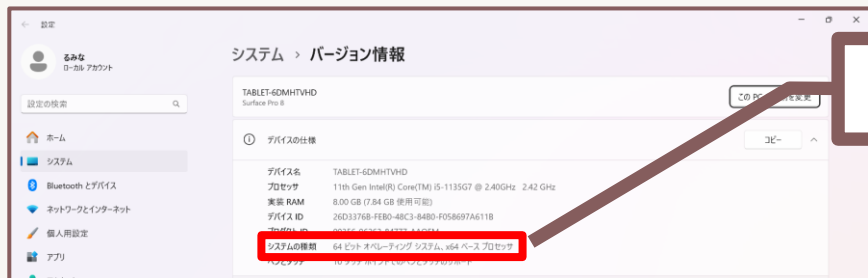 設定
るみな
ローカル アカウント
設定の検索
ホーム
システム
Bluetooth とデバイス
ネットワークとインターネット
個人用設定
アプリ
システム › バージョン情報
TABLET-6DMHTVHD
Surface Pro 8
この PC を変更
デバイスの仕様
コピー
デバイス名 TABLET-6DMHTVHD
プロセッサ 11th Gen Intel(R) Core(TM) i5-1135G7 @ 2.40GHz 2.42 GHz
実装 RAM 8.00 GB (7.84 GB 使用可能)
デバイス ID 26D3376B-FEB0-48C3-84B0-F058697A611B
システムの種類 64 ビット オペレーティング システム、x64 ベース プロセッサ